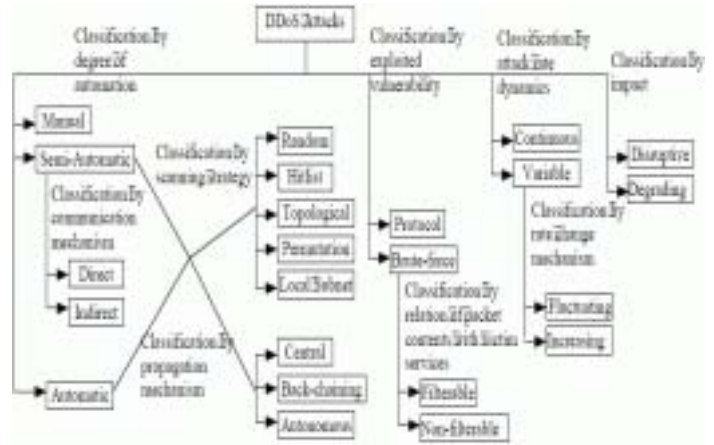 DDoS Attacks
Classification By
degree Of
automation
Manual
Semi-Automatic
Classification By
communication
mechanism
Direct
Indirect
Automatic
Classification By
scanning Strategy
Random
Hitlist
Topological
Permutation
Local Subnet
Classification By
propagation
mechanism
Central
Back-chaining
Autonomous
Classification By
exploited
vulnerability
Protocol
Brute-force
Classification By
relation Of packet
contents With Victim
services
Filterable
Non-filterable
Classification By
attack Rate
dynamics
Continuous
Variable
Classification By
rate Change
mechanism
Fluctuating
Increasing
Classification By
impact
Disruptive
Degrading